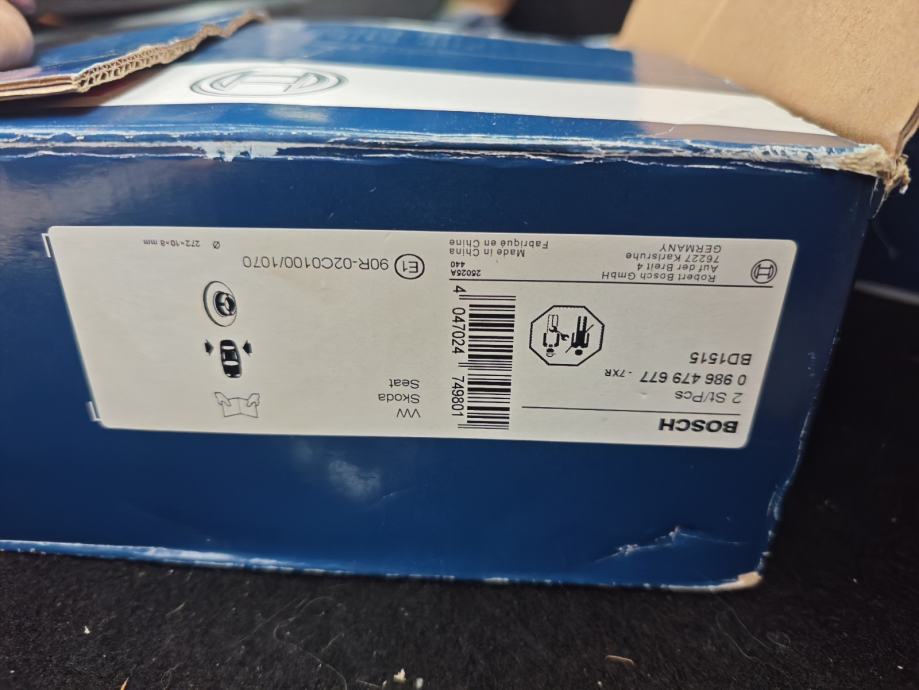 BOSCH
2 St/Pcs
0 986 479 677 - 7XR
BD1515
Robert Bosch GmbH
Auf der Breit 4
76227 Karlsruhe
GERMANY
4 047024 749801
25025A
440
Made in China
Fabriqué en Chine
VW
Skoda
Seat
E1 90R-02C0100/1070
Ø 272×10×8 mm